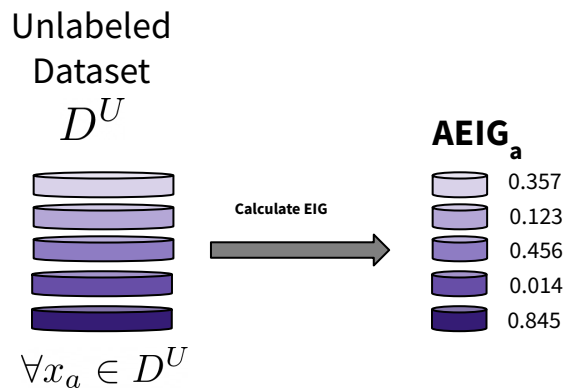 Unlabeled
Dataset
D^U
AEIG_a
0.357
Calculate EIG
0.123
0.456
0.014
0.845
∀x_a ∈ D^U